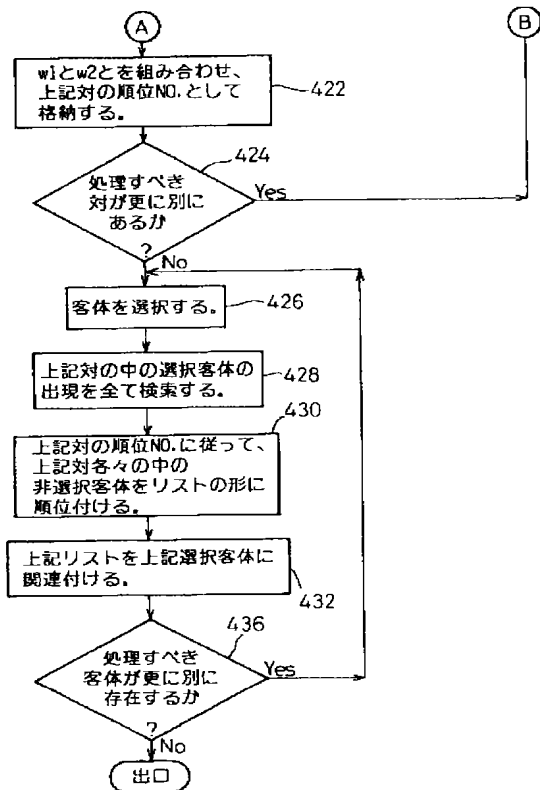 A
B
w1とw2とを組み合わせ、
上記対の順位NO.として
格納する。
422
424
処理すべき
対が更に別に
あるか
?
Yes
No
客体を選択する。
426
上記対の中の選択客体の
出現を全て検索する。
428
430
上記対の順位NO.に従って、
上記対各々の中の
非選択客体をリストの形に
順位付ける。
上記リストを上記選択客体に
関連付ける。
432
436
処理すべき
客体が更に別に
存在するか
?
Yes
No
出口